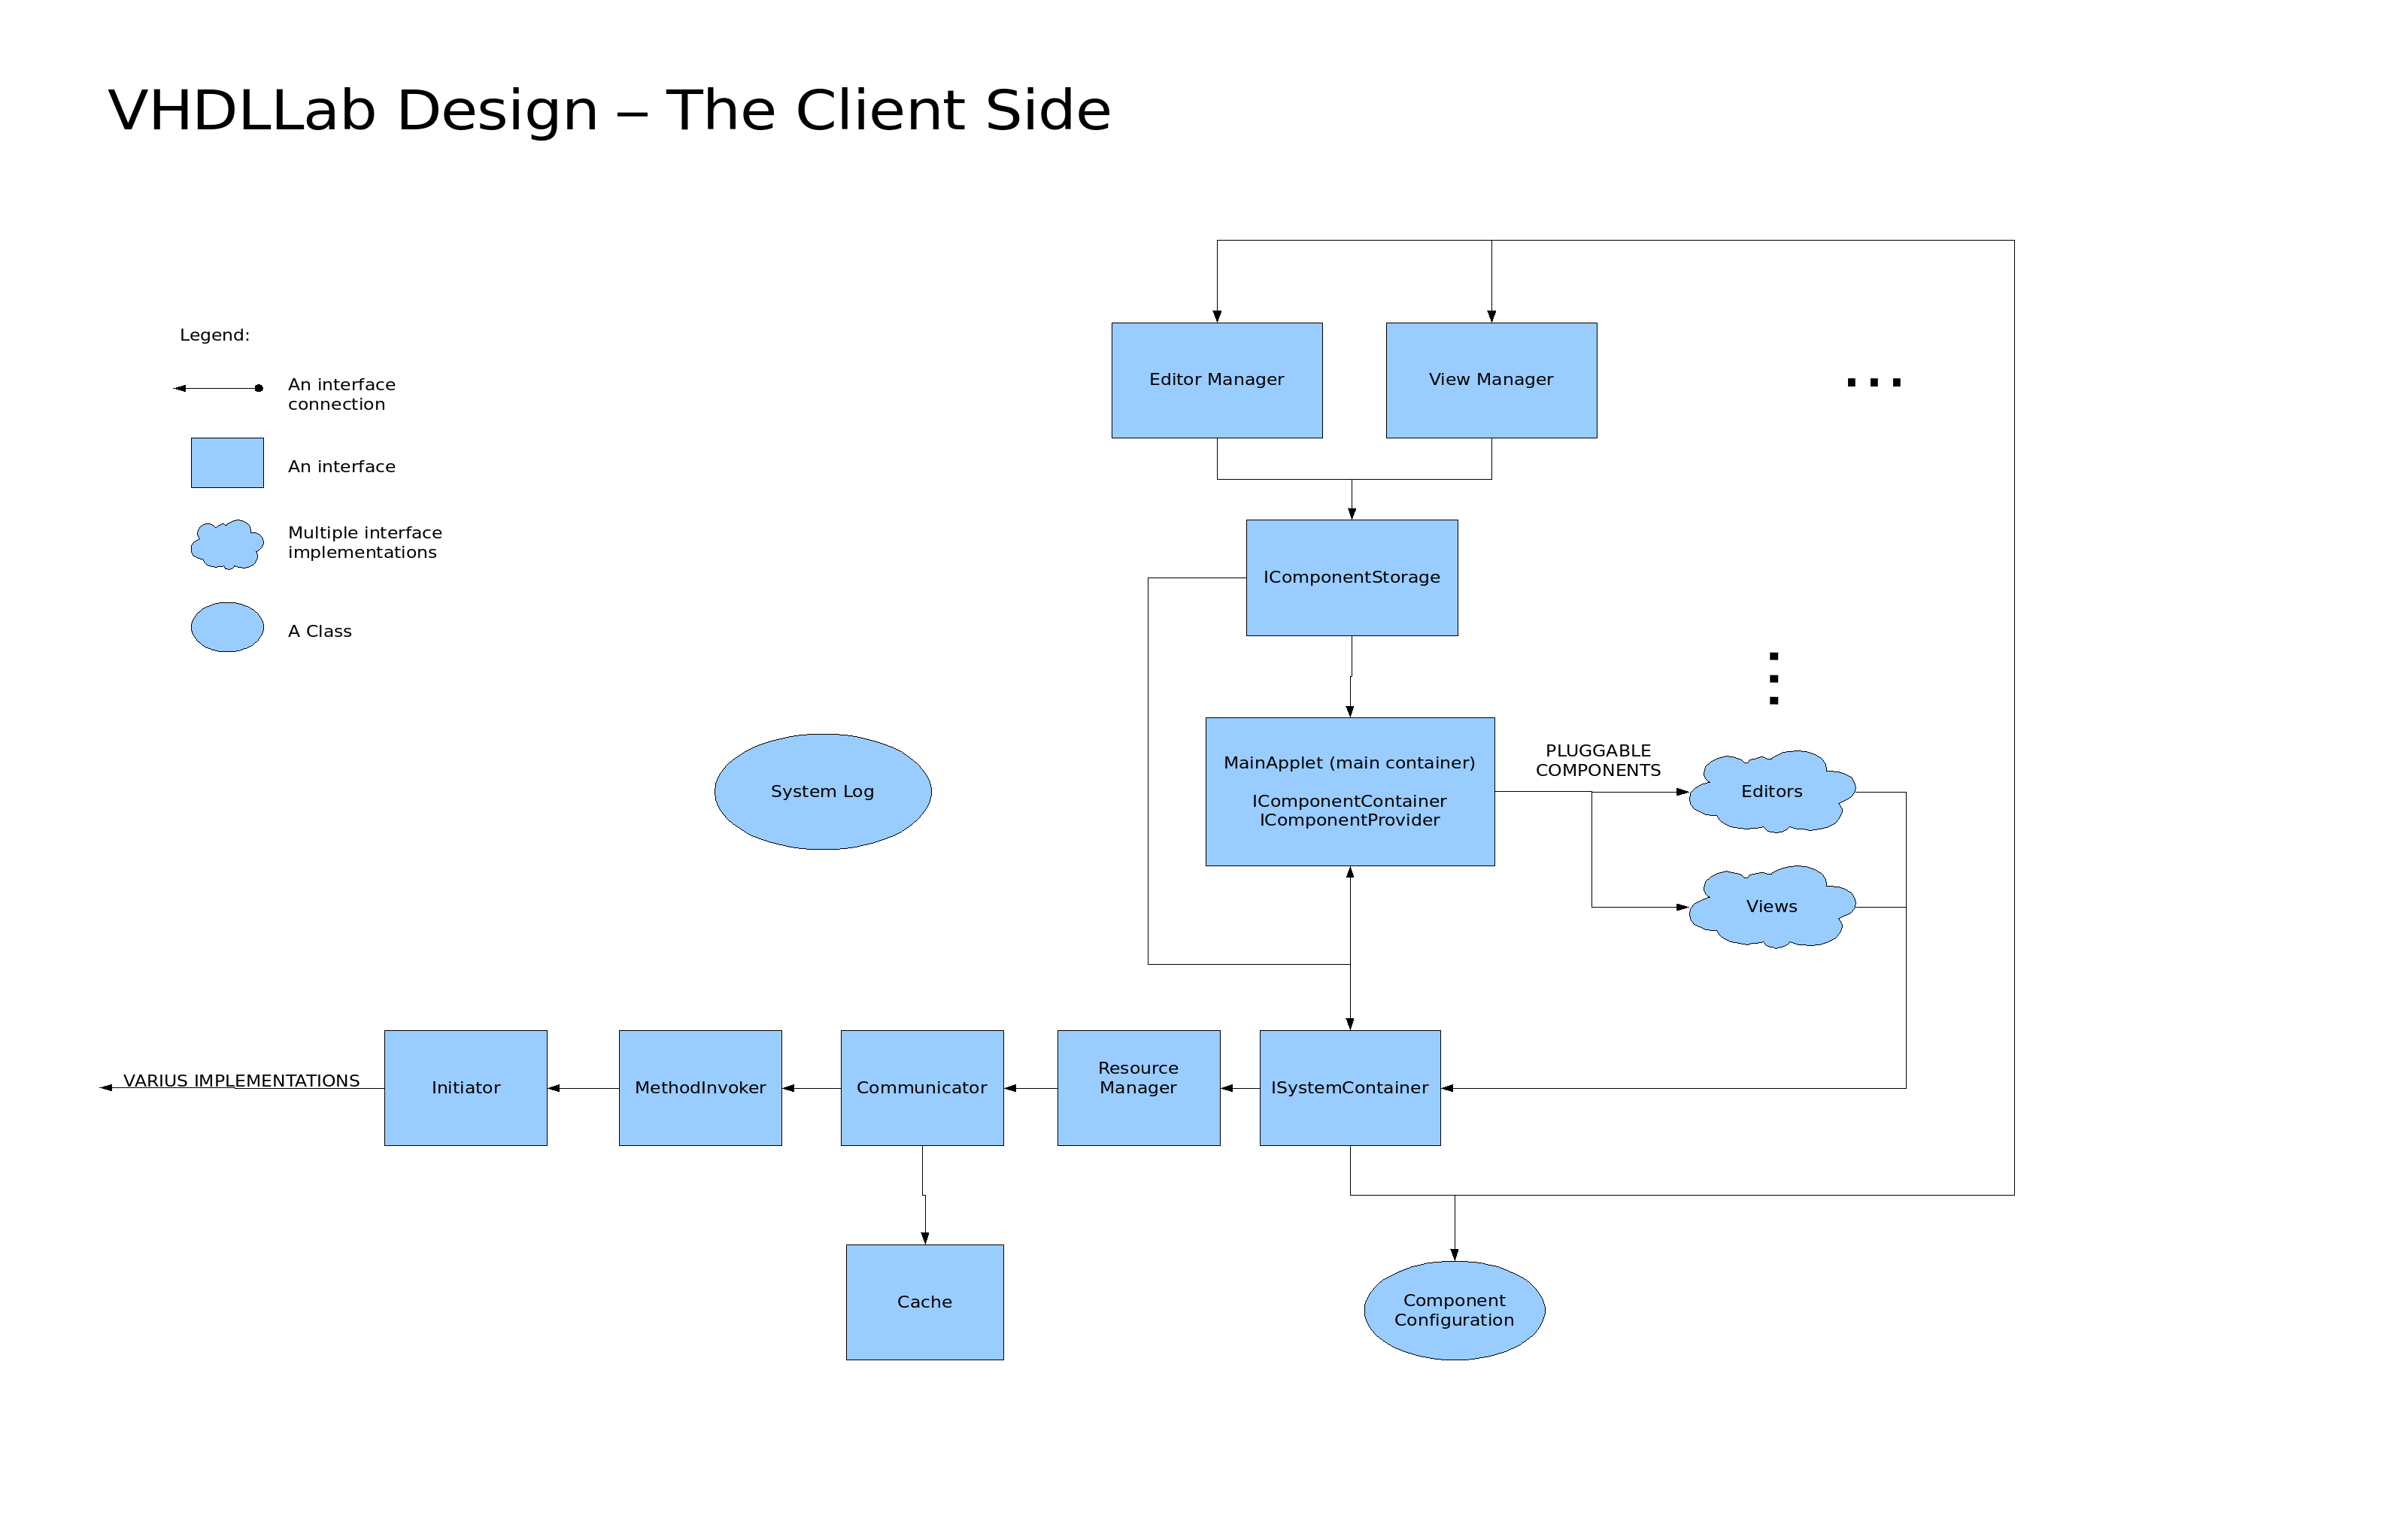 VHDLLab Design – The Client Side
Legend:
An interface
connection
An interface
Multiple interface
implementations
A Class
Editor Manager
View Manager
...
IComponentStorage
MainApplet (main container)
IComponentContainer
IComponentProvider
PLUGGABLE
COMPONENTS
Editors
Views
System Log
VARIUS IMPLEMENTATIONS
Initiator
MethodInvoker
Communicator
Resource
Manager
ISystemContainer
Cache
Component
Configuration